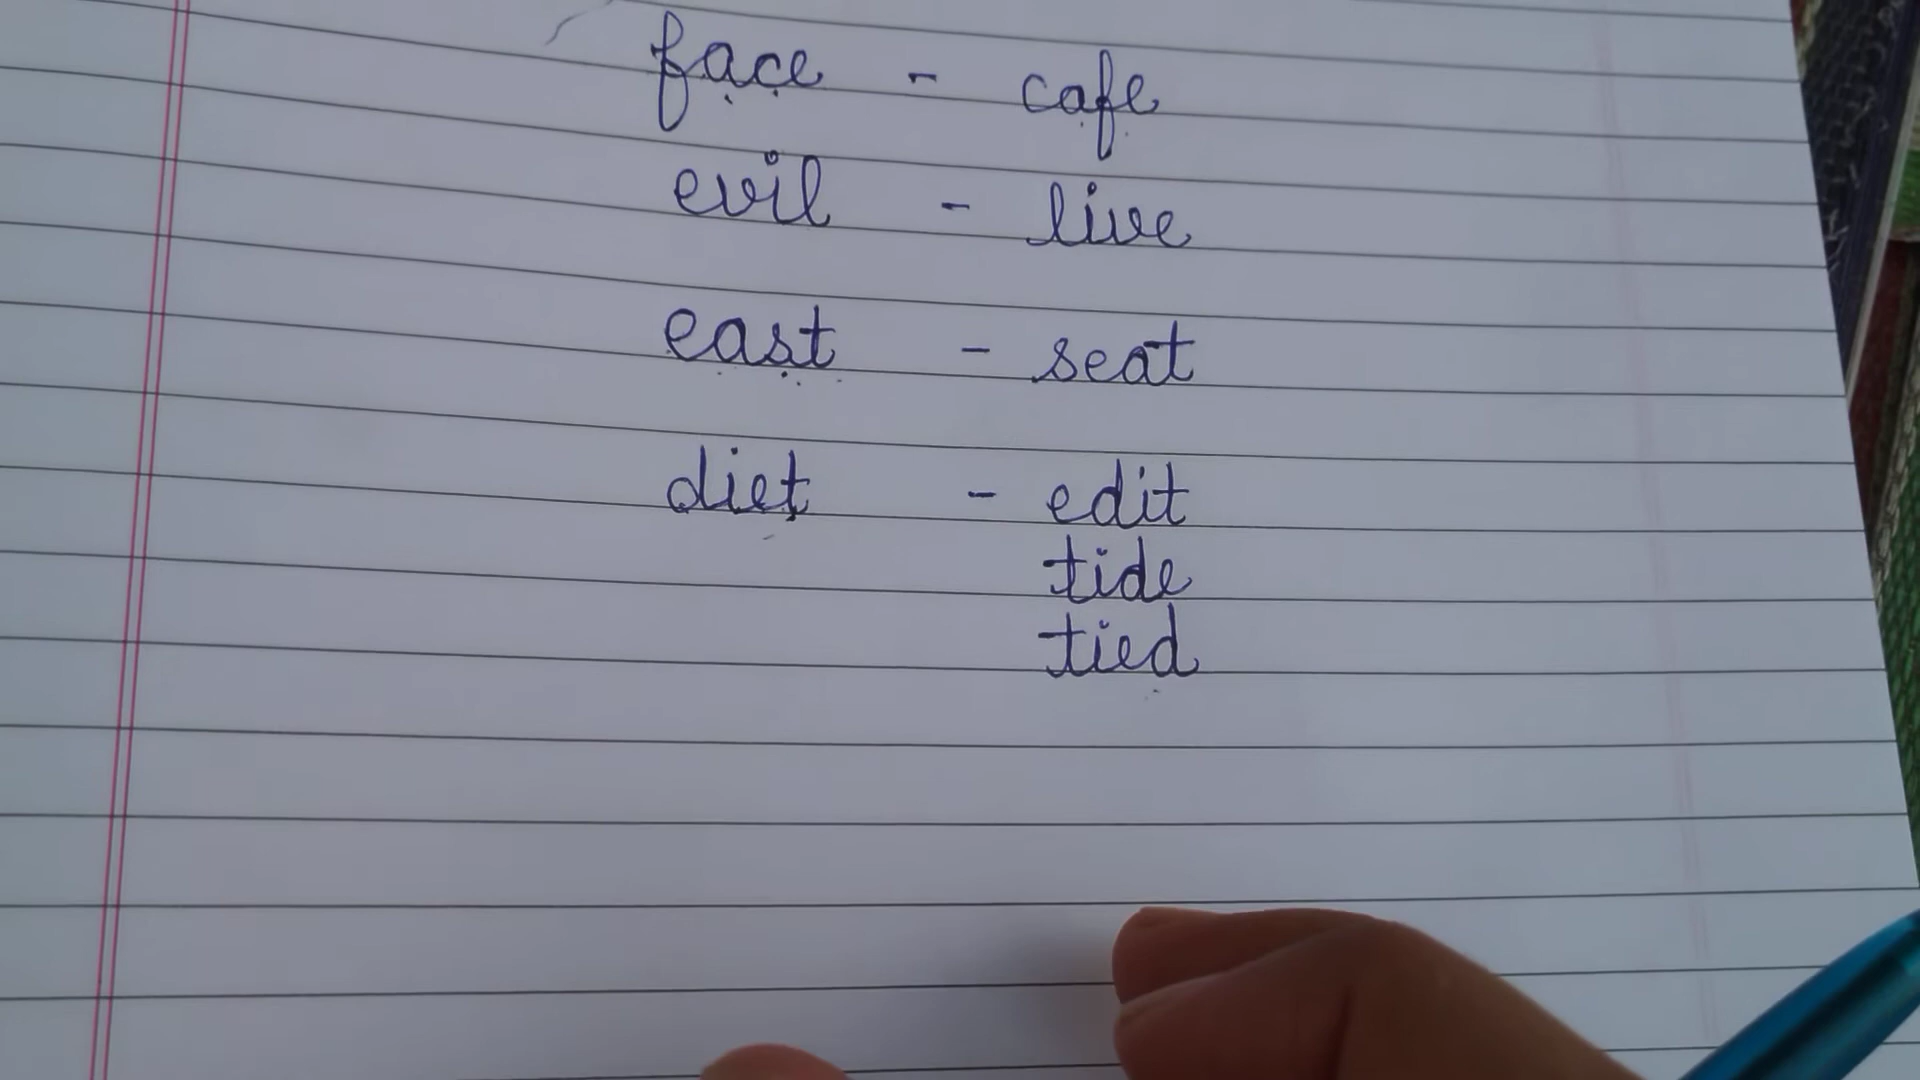 face - cafe
evil - live
east - seat
diet - edit
tide
tied